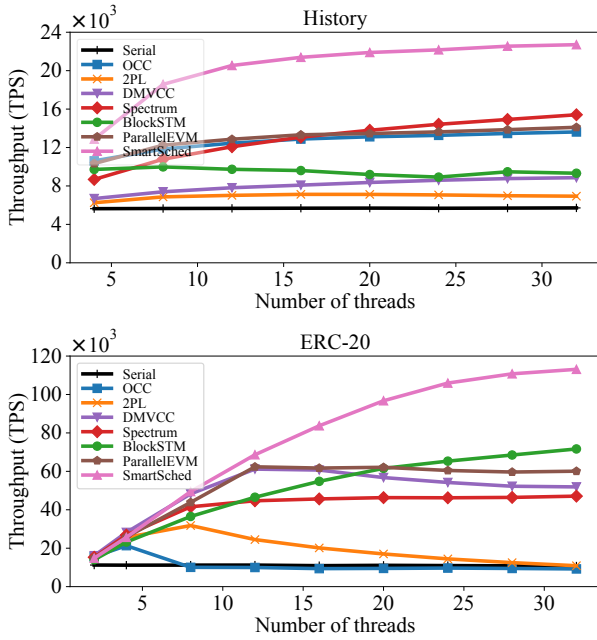 History
×10³
24
20
16
12
8
4
0
Throughput (TPS)
Serial
OCC
2PL
DMVCC
Spectrum
BlockSTM
ParallelEVM
SmartSched
5 10 15 20 25 30
Number of threads
ERC-20
×10³
120
100
80
60
40
20
0
Throughput (TPS)
Serial
OCC
2PL
DMVCC
Spectrum
BlockSTM
ParallelEVM
SmartSched
5 10 15 20 25 30
Number of threads